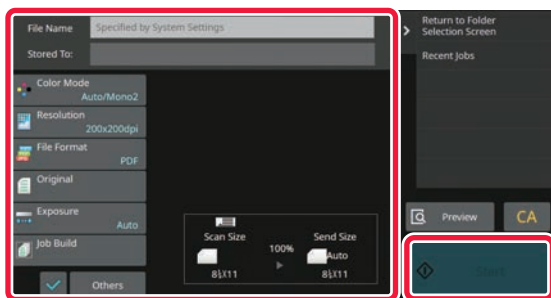 File Name
Specified by System Settings
Stored To:
Color Mode
Auto/Mono2
Resolution
200x200dpi
File Format
PDF
Original
Exposure
Auto
Job Build
Others
Scan Size
100%
Send Size
Auto
8½X11
8½X11
Return to Folder
Selection Screen
Recent Jobs
Preview
CA
Start